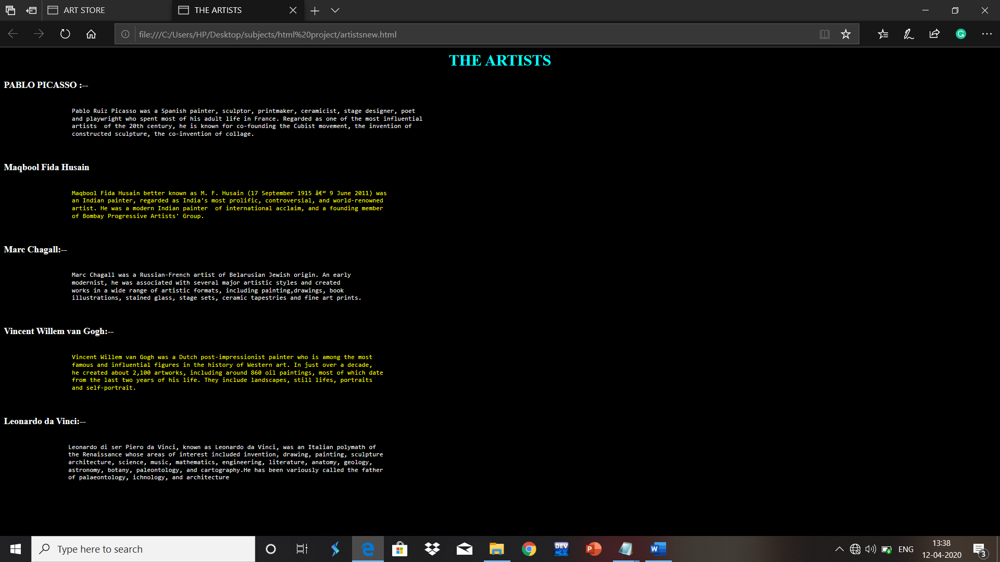 ART STORE
THE ARTISTS
file:///C:/Users/HP/Desktop/subjects/html%20project/artistsnew.html
THE ARTISTS
PABLO PICASSO :--
Pablo Ruiz Picasso was a Spanish painter, sculptor, printmaker, ceramicist, stage designer, poet
and playwright who spent most of his adult life in France. Regarded as one of the most influential
artists  of the 20th century, he is known for co-founding the Cubist movement, the invention of
constructed sculpture, the co-invention of collage.
Maqbool Fida Husain
Maqbool Fida Husain better known as M. F. Husain (17 September 1915 â€“ 9 June 2011) was
an Indian painter, regarded as India's most prolific, controversial, and world-renowned
artist. He was a modern Indian painter  of international acclaim, and a founding member
of Bombay Progressive Artists' Group.
Marc Chagall:--
Marc Chagall was a Russian-French artist of Belarusian Jewish origin. An early
modernist, he was associated with several major artistic styles and created
works in a wide range of artistic formats, including painting,drawings, book
illustrations, stained glass, stage sets, ceramic tapestries and fine art prints.
Vincent Willem van Gogh:--
Vincent Willem van Gogh was a Dutch post-impressionist painter who is among the most
famous and influential figures in the history of Western art. In just over a decade,
he created about 2,100 artworks, including around 860 oil paintings, most of which date
from the last two years of his life. They include landscapes, still lifes, portraits
and self-portrait.
Leonardo da Vinci:--
Leonardo di ser Piero da Vinci, known as Leonardo da Vinci, was an Italian polymath of
the Renaissance whose areas of interest included invention, drawing, painting, sculpture
architecture, science, music, mathematics, engineering, literature, anatomy, geology,
astronomy, botany, paleontology, and cartography.He has been variously called the father
of palaeontology, ichnology, and architecture
Type here to search
DEV C++
P
W
ENG
13:38
12-04-2020
3